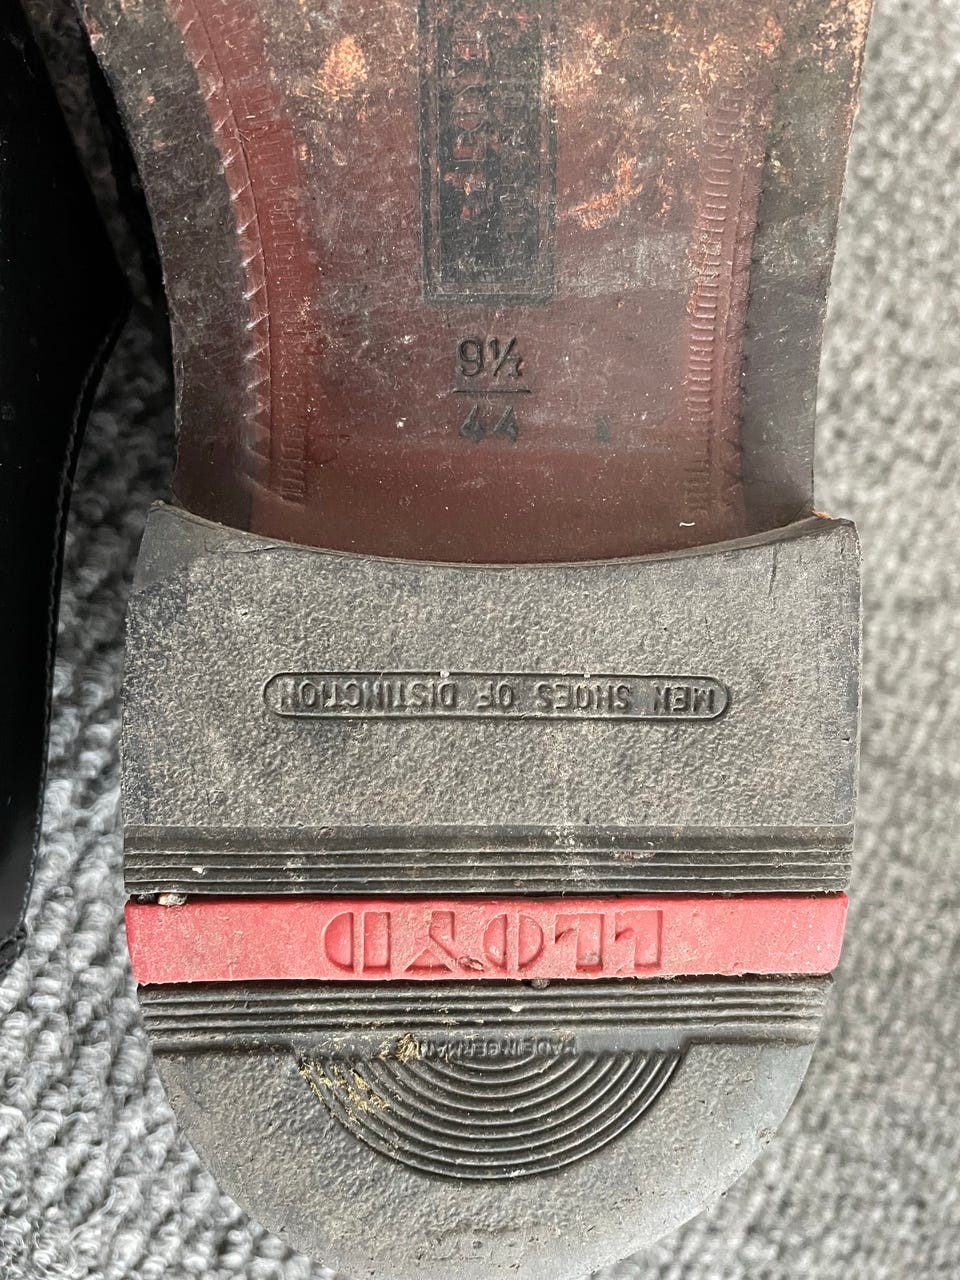 9½
44
MEN SHOES OF DISTINCTION
LLOYD
MADE IN GERMANY